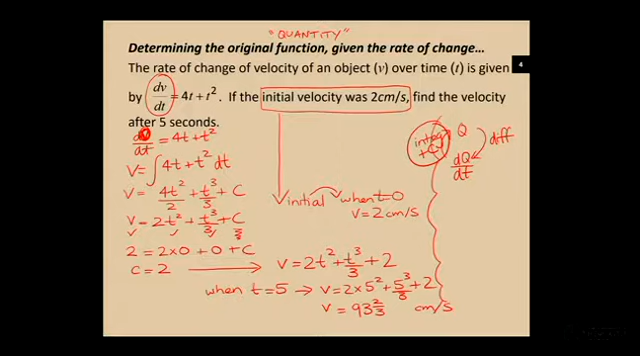 "QUANTITY"
Determining the original function, given the rate of change...
The rate of change of velocity of an object (v) over time (t) is given
4
by dv/dt = 4t + t². If the initial velocity was 2cm/s, find the velocity
after 5 seconds.
dv/dt = 4t + t²
V = ∫ 4t + t² dt
V = 4t²/2 + t³/3 + C
V = 2t² + t³/3 + C
2 = 2×0 + 0 + C
C = 2
initial when t=0
V = 2 cm/s
V = 2t² + t³/3 + 2
when t = 5 → V = 2 × 5² + 5³/3 + 2
V = 93 2/3 cm/s
+ C
Q
diff
dQ/dt